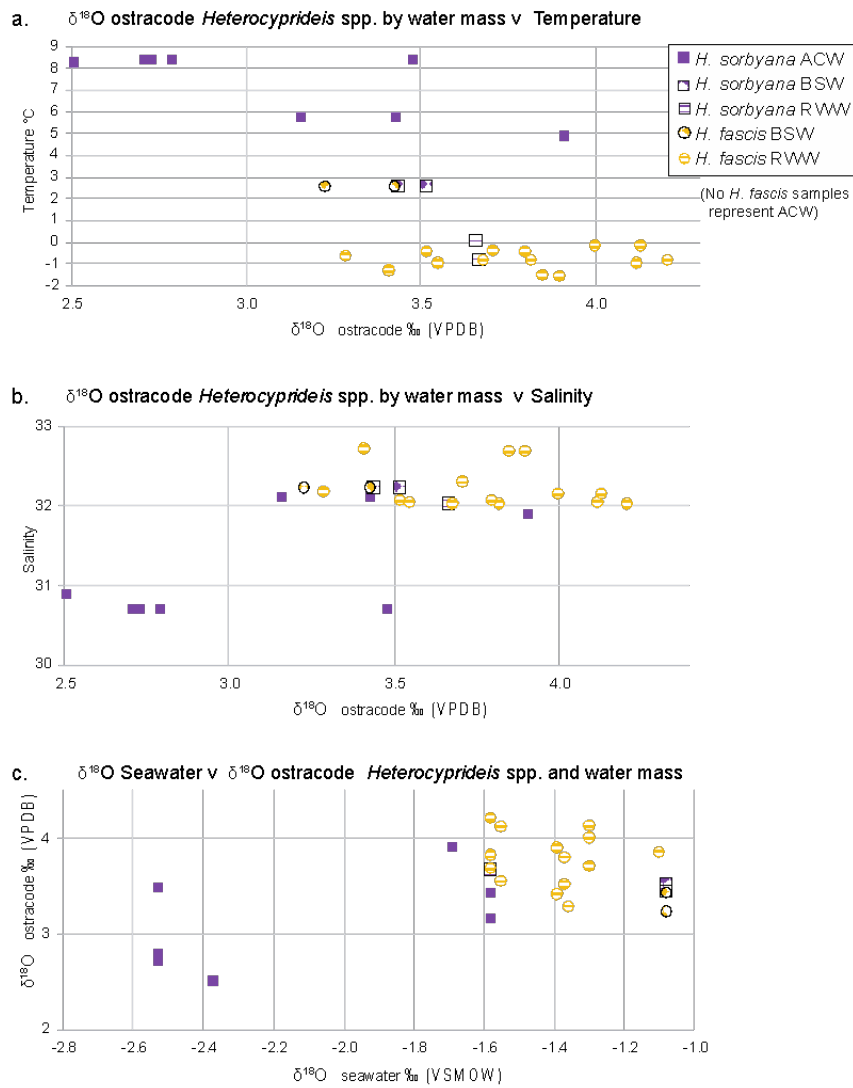 a. δ¹⁸O ostracode Heterocyprideis spp. by water mass v Temperature
9
8
7
6
5
4
3
2
1
0
-1
-2
Temperature °C
2.5 3.0 3.5 4.0
δ¹⁸O ostracode ‰ (VPDB)
H. sorbyana ACW
H. sorbyana BSW
H. sorbyana RWW
H. fascis BSW
H. fascis RWW
(No H. fascis samples
represent ACW)
b. δ¹⁸O ostracode Heterocyprideis spp. by water mass v Salinity
33
32
31
30
Salinity
2.5 3.0 3.5 4.0
δ¹⁸O ostracode ‰ (VPDB)
c. δ¹⁸O Seawater v δ¹⁸O ostracode Heterocyprideis spp. and water mass
δ¹⁸O ostracode ‰ (VPDB)
4
3
2
-2.8 -2.6 -2.4 -2.2 -2.0 -1.8 -1.6 -1.4 -1.2 -1.0
δ¹⁸O seawater ‰ (VSMOW)